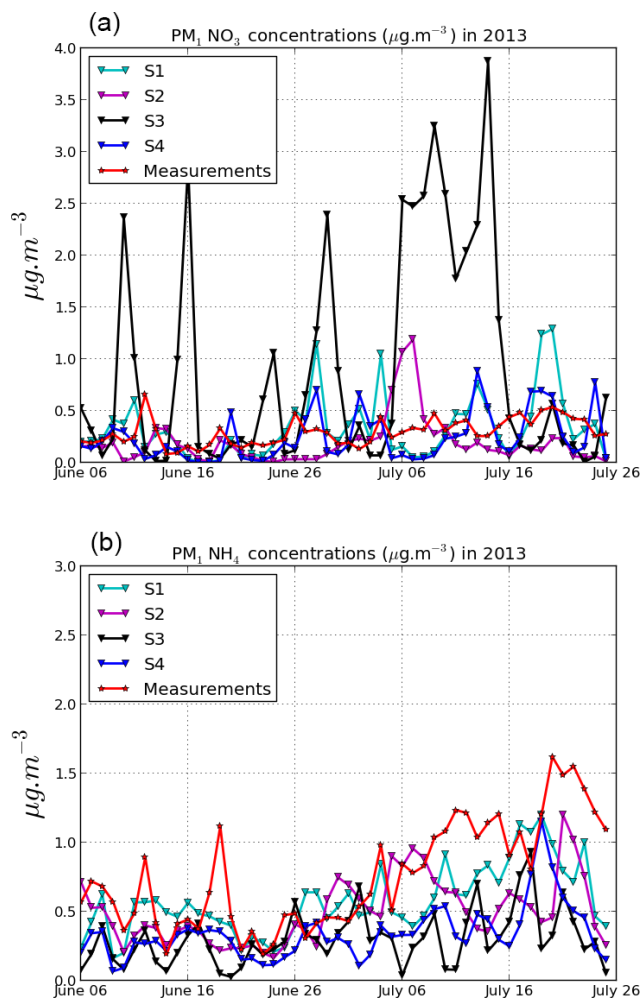 (a)
PM₁ NO₃ concentrations (μg.m⁻³) in 2013
μg.m⁻³
4.0
3.5
3.0
2.5
2.0
1.5
1.0
0.5
0.0
S1
S2
S3
S4
Measurements
June 06 June 16 June 26 July 06 July 16 July 26
(b)
PM₁ NH₄ concentrations (μg.m⁻³) in 2013
μg.m⁻³
3.0
2.5
2.0
1.5
1.0
0.5
0.0
S1
S2
S3
S4
Measurements
June 06 June 16 June 26 July 06 July 16 July 26